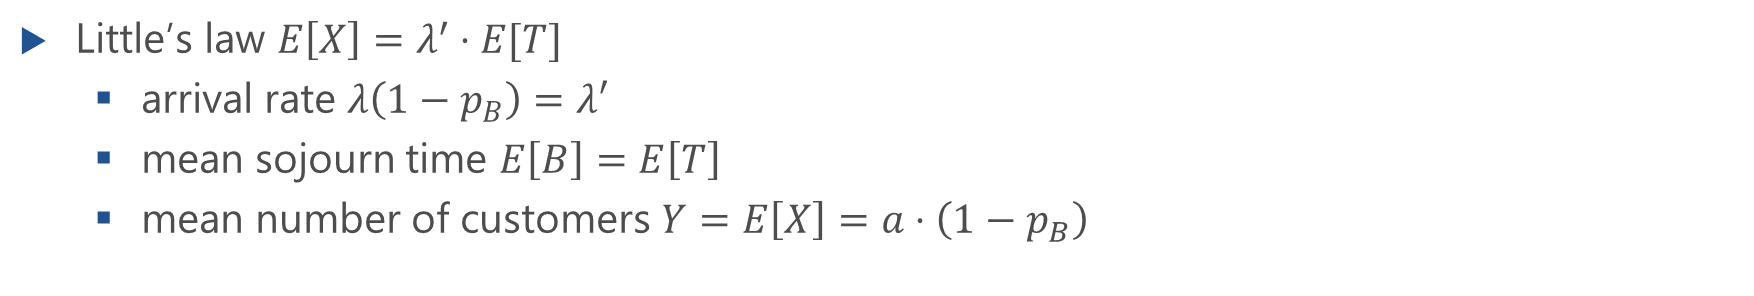 ▶ Little's law E[X] = λ′ · E[T]
▪ arrival rate λ(1 − p_B) = λ′
▪ mean sojourn time E[B] = E[T]
▪ mean number of customers Y = E[X] = a · (1 − p_B)